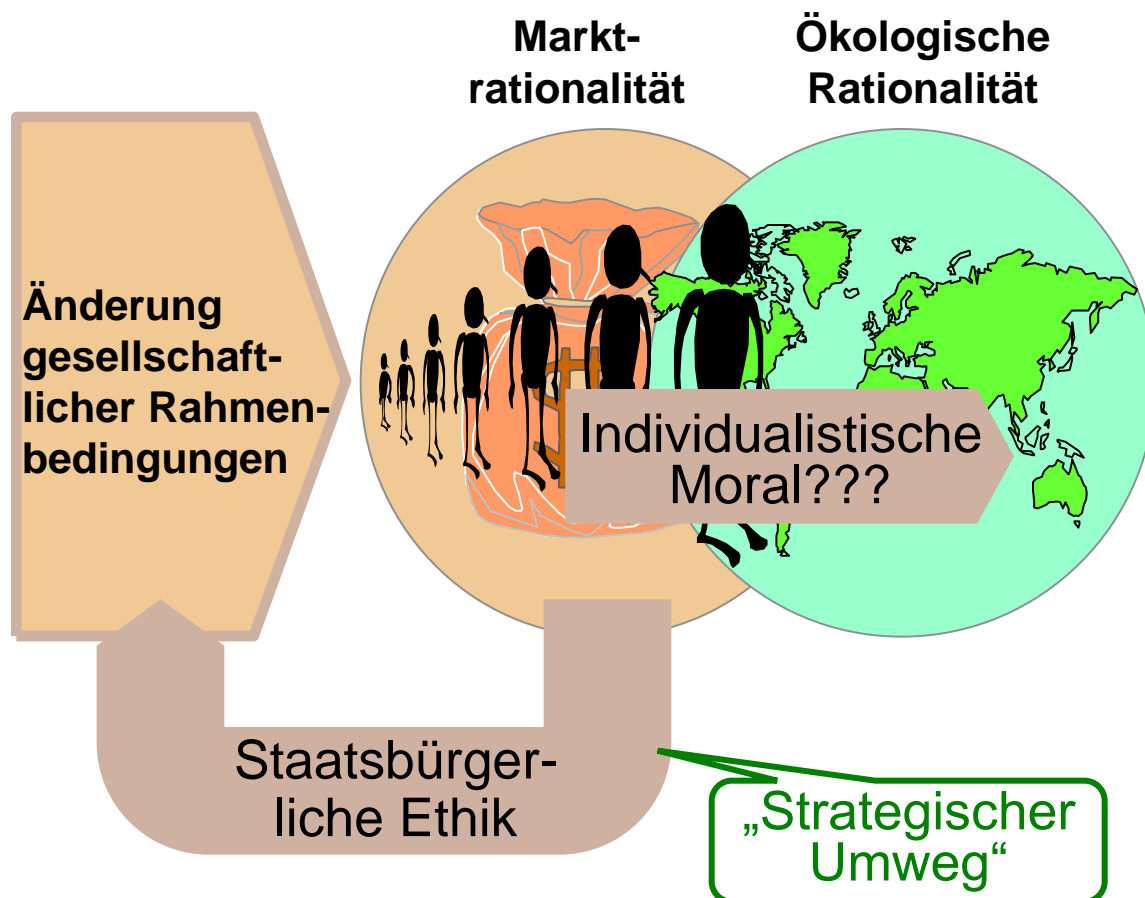 Markt-
rationalität
Ökologische
Rationalität
Änderung
gesellschaft-
licher Rahmen-
bedingungen
Individualistische
Moral???
Staatsbürger-
liche Ethik
„Strategischer
Umweg“